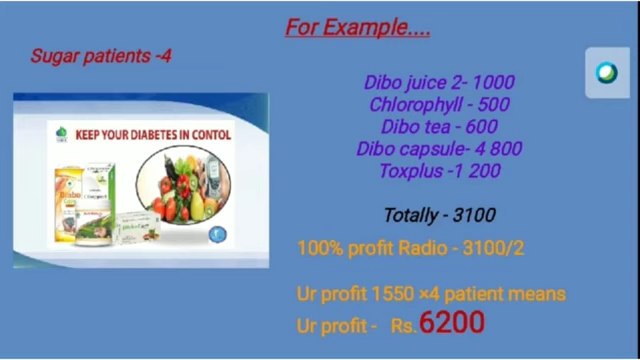 For Example....
Sugar patients -4
KEEP YOUR DIABETES IN CONTOL
Dibo juice 2- 1000
Chlorophyll - 500
Dibo tea - 600
Dibo capsule- 4 800
Toxplus -1 200
Totally - 3100
100% profit Radio - 3100/2
Ur profit 1550 ×4 patient means
Ur profit - Rs.6200